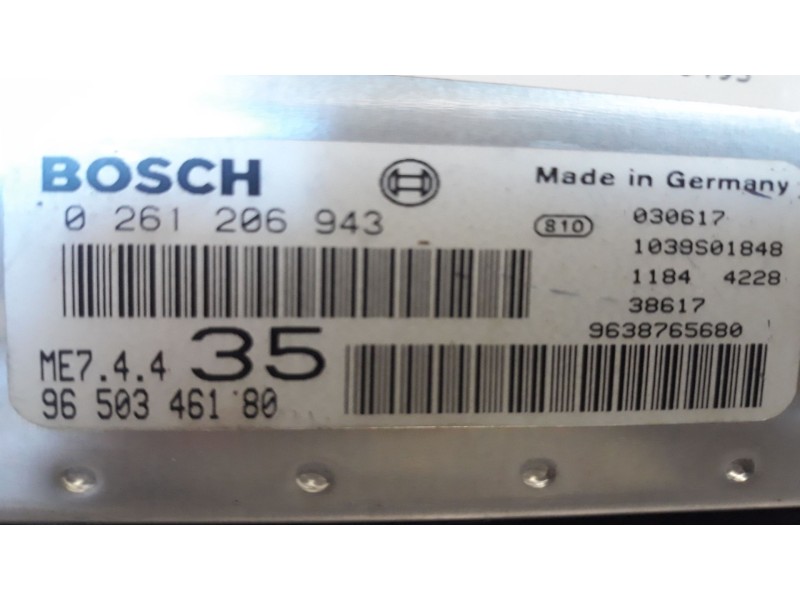 BOSCH
Made in Germany
0 261 206 943
S10
030617
1039S01848
1184 4228
38617
9638765680
ME7.4.4 35
96 503 461 80